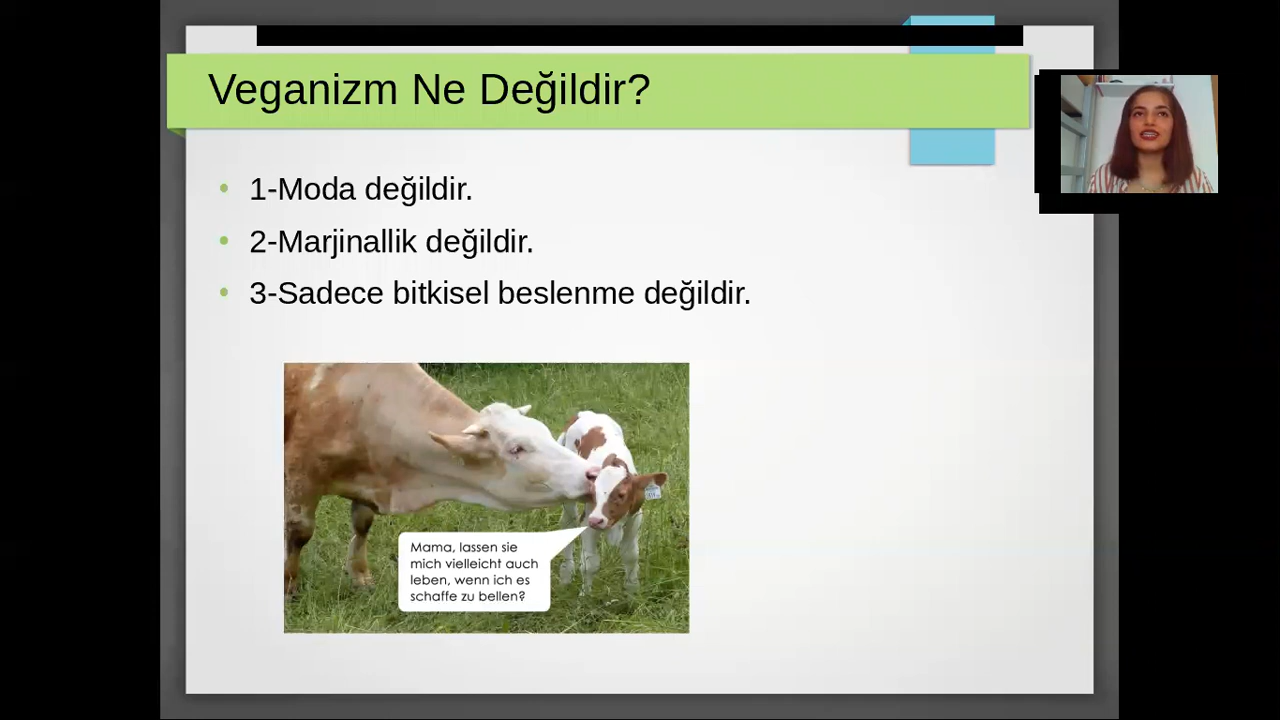 Veganizm Ne Değildir?
1-Moda değildir.
2-Marjinallik değildir.
3-Sadece bitkisel beslenme değildir.
Mama, lassen sie
mich vielleicht auch
leben, wenn ich es
schaffe zu bellen?